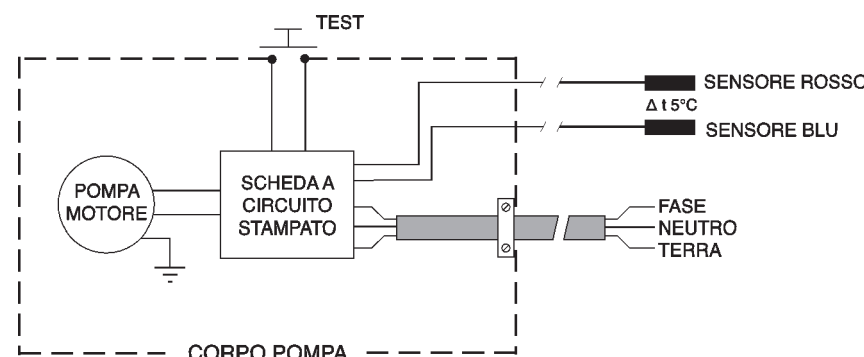 TEST
SENSORE ROSSO
Δ t 5°C
SENSORE BLU
POMPA
MOTORE
SCHEDA A
CIRCUITO
STAMPATO
FASE
NEUTRO
TERRA
CORPO POMPA